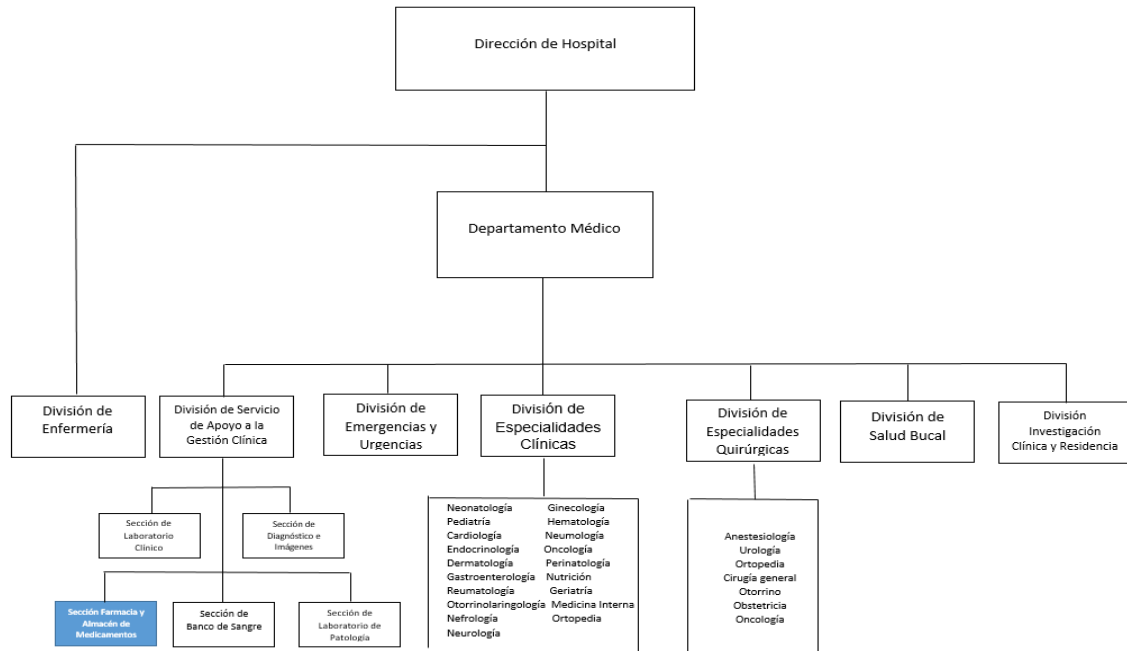 Dirección de Hospital
Departamento Médico
División de
Enfermería
División de Servicio
de Apoyo a la
Gestión Clínica
División de
Emergencias y
Urgencias
División de
Especialidades
Clínicas
División de
Especialidades
Quirúrgicas
División de
Salud Bucal
División
Investigación
Clínica y Residencia
Sección de
Laboratorio
Clínico
Sección de
Diagnóstico e
Imágenes
Sección Farmacia y
Almacén de
Medicamentos
Sección de
Banco de Sangre
Sección de
Laboratorio de
Patología
Neonatología Ginecología
Pediatría Hematología
Cardiología Neumología
Endocrinología Oncología
Dermatología Perinatología
Gastroenterología Nutrición
Reumatología Geriatría
Otorrinolaringología Medicina Interna
Nefrología Ortopedia
Neurología
Anestesiología
Urología
Ortopedia
Cirugía general
Otorrino
Obstetricia
Oncología